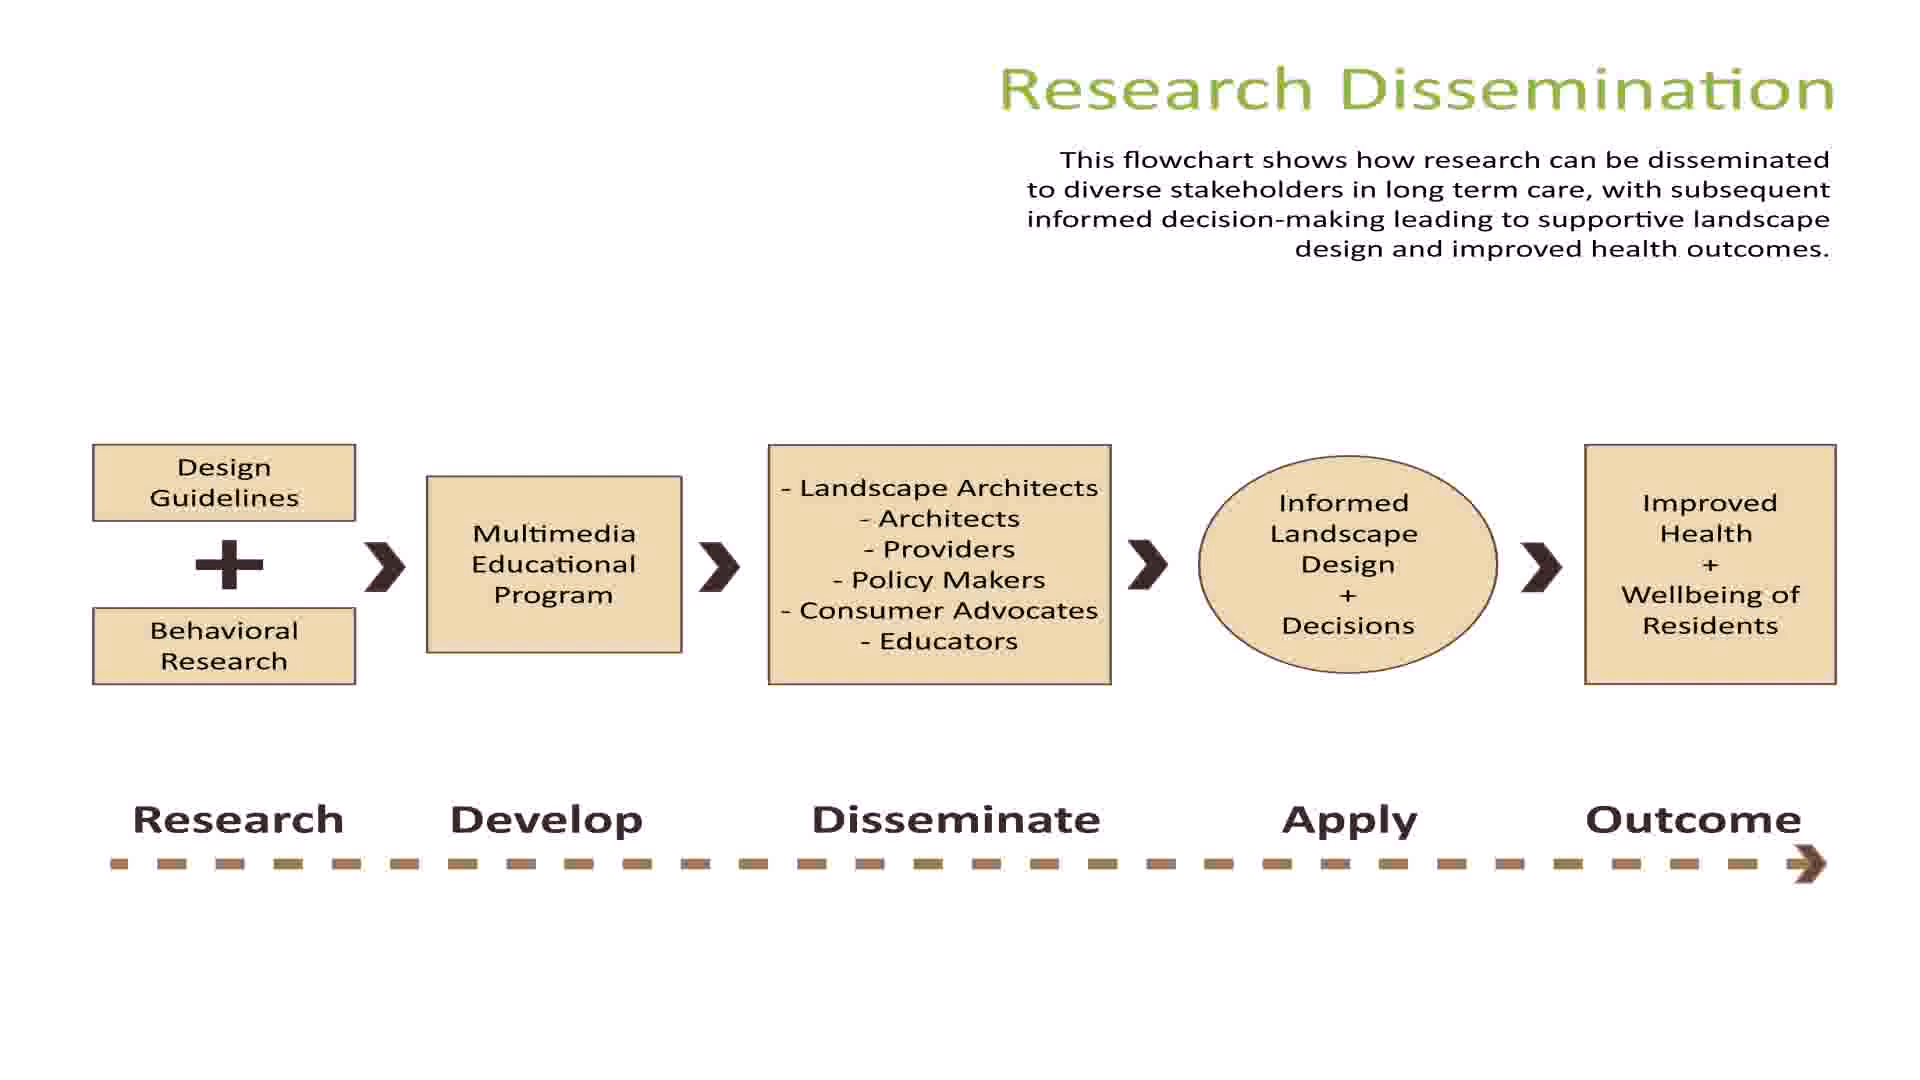 Research Dissemination
This flowchart shows how research can be disseminated
to diverse stakeholders in long term care, with subsequent
informed decision-making leading to supportive landscape
design and improved health outcomes.
Design
Guidelines
+
Behavioral
Research
Multimedia
Educational
Program
- Landscape Architects
- Architects
- Providers
- Policy Makers
- Consumer Advocates
- Educators
Informed
Landscape
Design
+
Decisions
Improved
Health
+
Wellbeing of
Residents
Research
Develop
Disseminate
Apply
Outcome